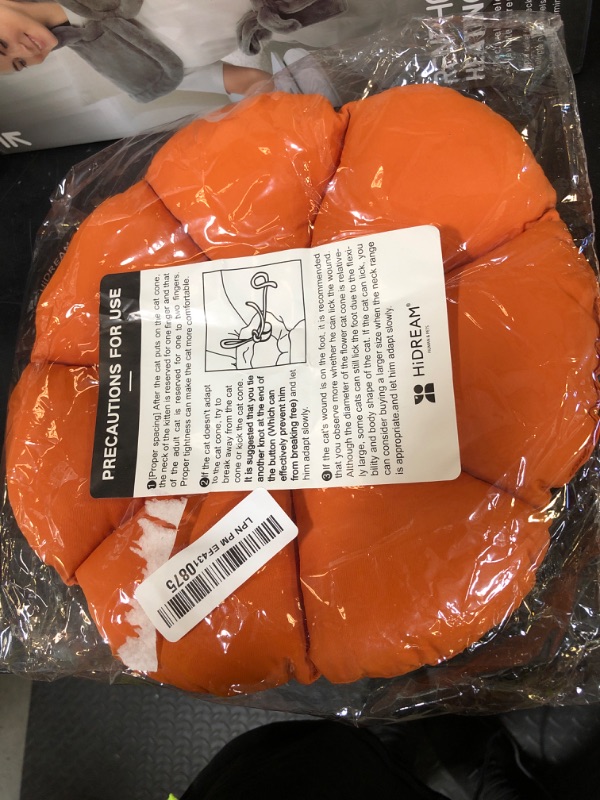 PRECAUTIONS FOR USE
1 [Proper spacing] After the cat puts on the cat cone,
the neck of the kitten is reserved for one finger and that
of the adult cat is reserved for one to two fingers.
Proper tightness can make the cat more comfortable.
2 If the cat doesn't adapt
to the cat cone, try to
break away from the cat
cone or kick the cat cone.
It is suggested that you tie
another knot at the end of
the button (Which can
effectively prevent him
from breaking free) and let
him adapt slowly.
3 If the cat's wound is on the foot, it is recommended
that you observe more whether he can lick the wound.
Although the diameter of the flower cat cone is relative-
ly large, some cats can still lick the foot due to the flexi-
bility and body shape of the cat. If the cat can lick, you
can consider buying a larger size when the neck range
is appropriate,and let him adapt slowly.
HiDREAM®
HUMAN & PETS
LPN PM EF4310875
HiDREAM